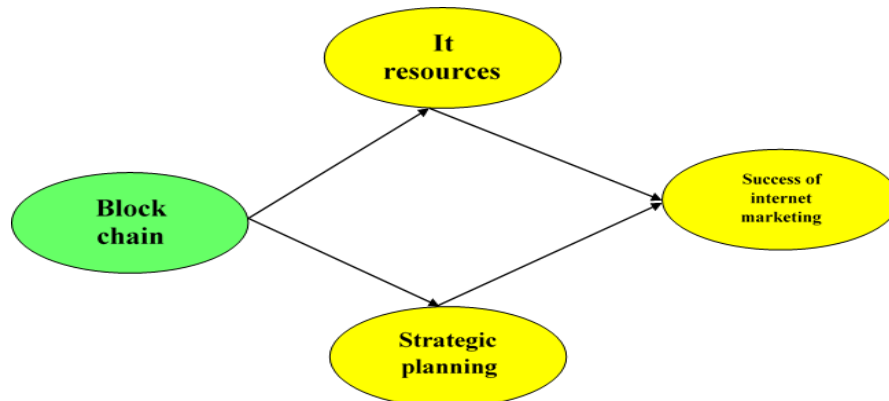 It
resources
Block
chain
Success of
internet
marketing
Strategic
planning